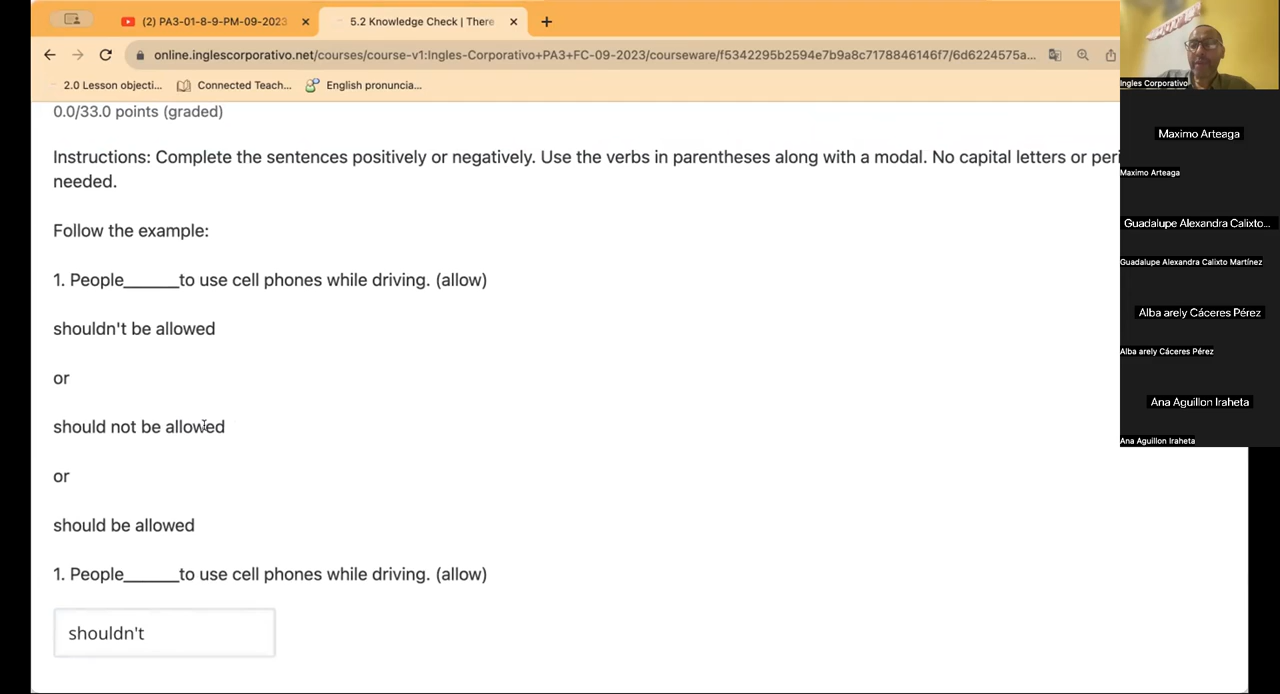 (2) PA3-01-8-9-PM-09-2023
5.2 Knowledge Check | There
online.inglescorporativo.net/courses/course-v1:Ingles-Corporativo+PA3+FC-09-2023/courseware/f5342295b2594e7b9a8c7178846146f7/6d6224575a...
2.0 Lesson objecti...
Connected Teach...
English pronuncia...
0.0/33.0 points (graded)
Instructions: Complete the sentences positively or negatively. Use the verbs in parentheses along with a modal. No capital letters or peri
needed.
Follow the example:
1. People______to use cell phones while driving. (allow)
shouldn't be allowed
or
should not be allowed
or
should be allowed
1. People______to use cell phones while driving. (allow)
shouldn't
Ingles Corporativo
Maximo Arteaga
Maximo Arteaga
Guadalupe Alexandra Calixto...
Guadalupe Alexandra Calixto Martínez
Alba arely Cáceres Pérez
Alba arely Cáceres Pérez
Ana Aguillon Iraheta
Ana Aguillon Iraheta